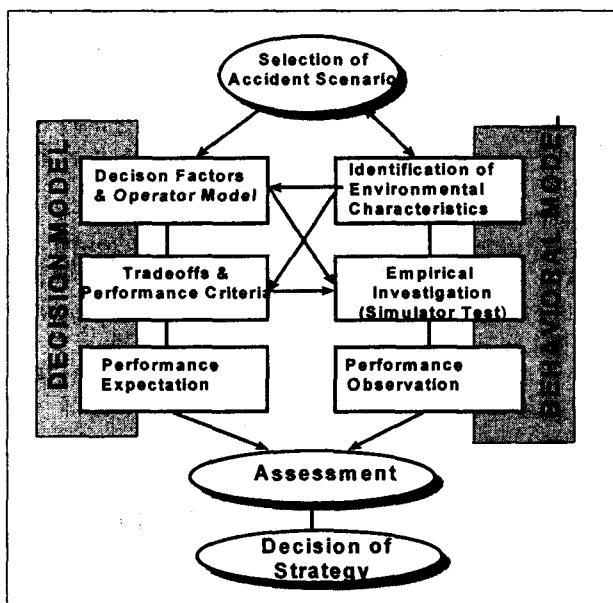 Selection of
Accident Scenario
DECISION MODEL
Decison Factors
& Operator Model
Identification of
Environmental
Characteristics
BEHAVIORAL MODEL
Tradeoffs &
Performance Criteria
Empirical
Investigation
(Simulator Test)
Performance
Expectation
Performance
Observation
Assessment
Decision of
Strategy